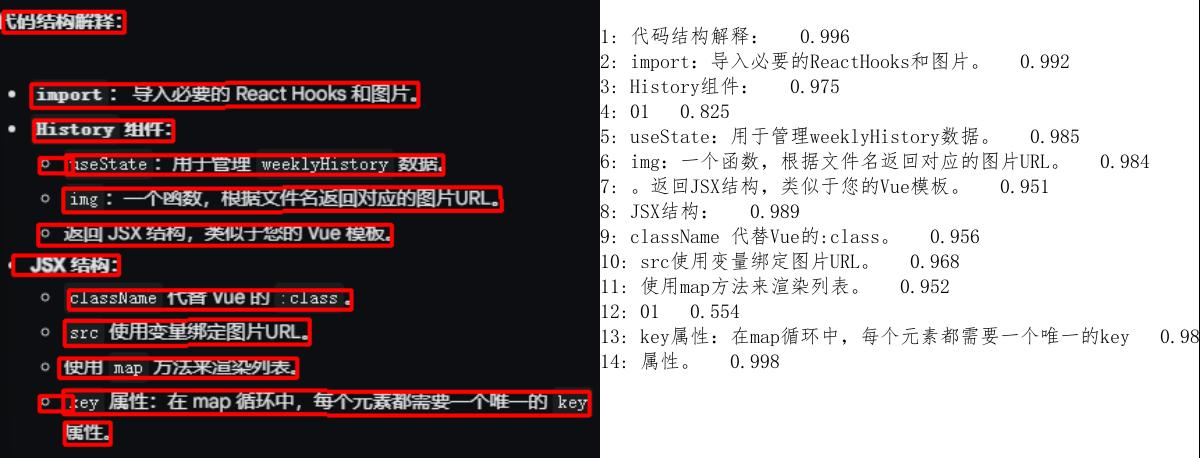 代码结构解释：
import： 导入必要的 React Hooks 和图片。
History 组件：
useState：用于管理 weeklyHistory 数据。
img：一个函数，根据文件名返回对应的图片URL。
返回 JSX 结构，类似于您的 Vue 模板。
JSX 结构：
className 代替 Vue 的 :class。
src 使用变量绑定图片URL。
使用 map 方法来渲染列表。
key 属性：在 map 循环中，每个元素都需要一个唯一的 key
属性。
1: 代码结构解释： 0.996
2: import：导入必要的ReactHooks和图片。 0.992
3: History组件： 0.975
4: 01 0.825
5: useState：用于管理weeklyHistory数据。 0.985
6: img：一个函数，根据文件名返回对应的图片URL。 0.984
7: 。返回JSX结构，类似于您的Vue模板。 0.951
8: JSX结构： 0.989
9: className 代替Vue的:class。 0.956
10: src使用变量绑定图片URL。 0.968
11: 使用map方法来渲染列表。 0.952
12: 01 0.554
13: key属性：在map循环中，每个元素都需要一个唯一的key 0.98
14: 属性。 0.998